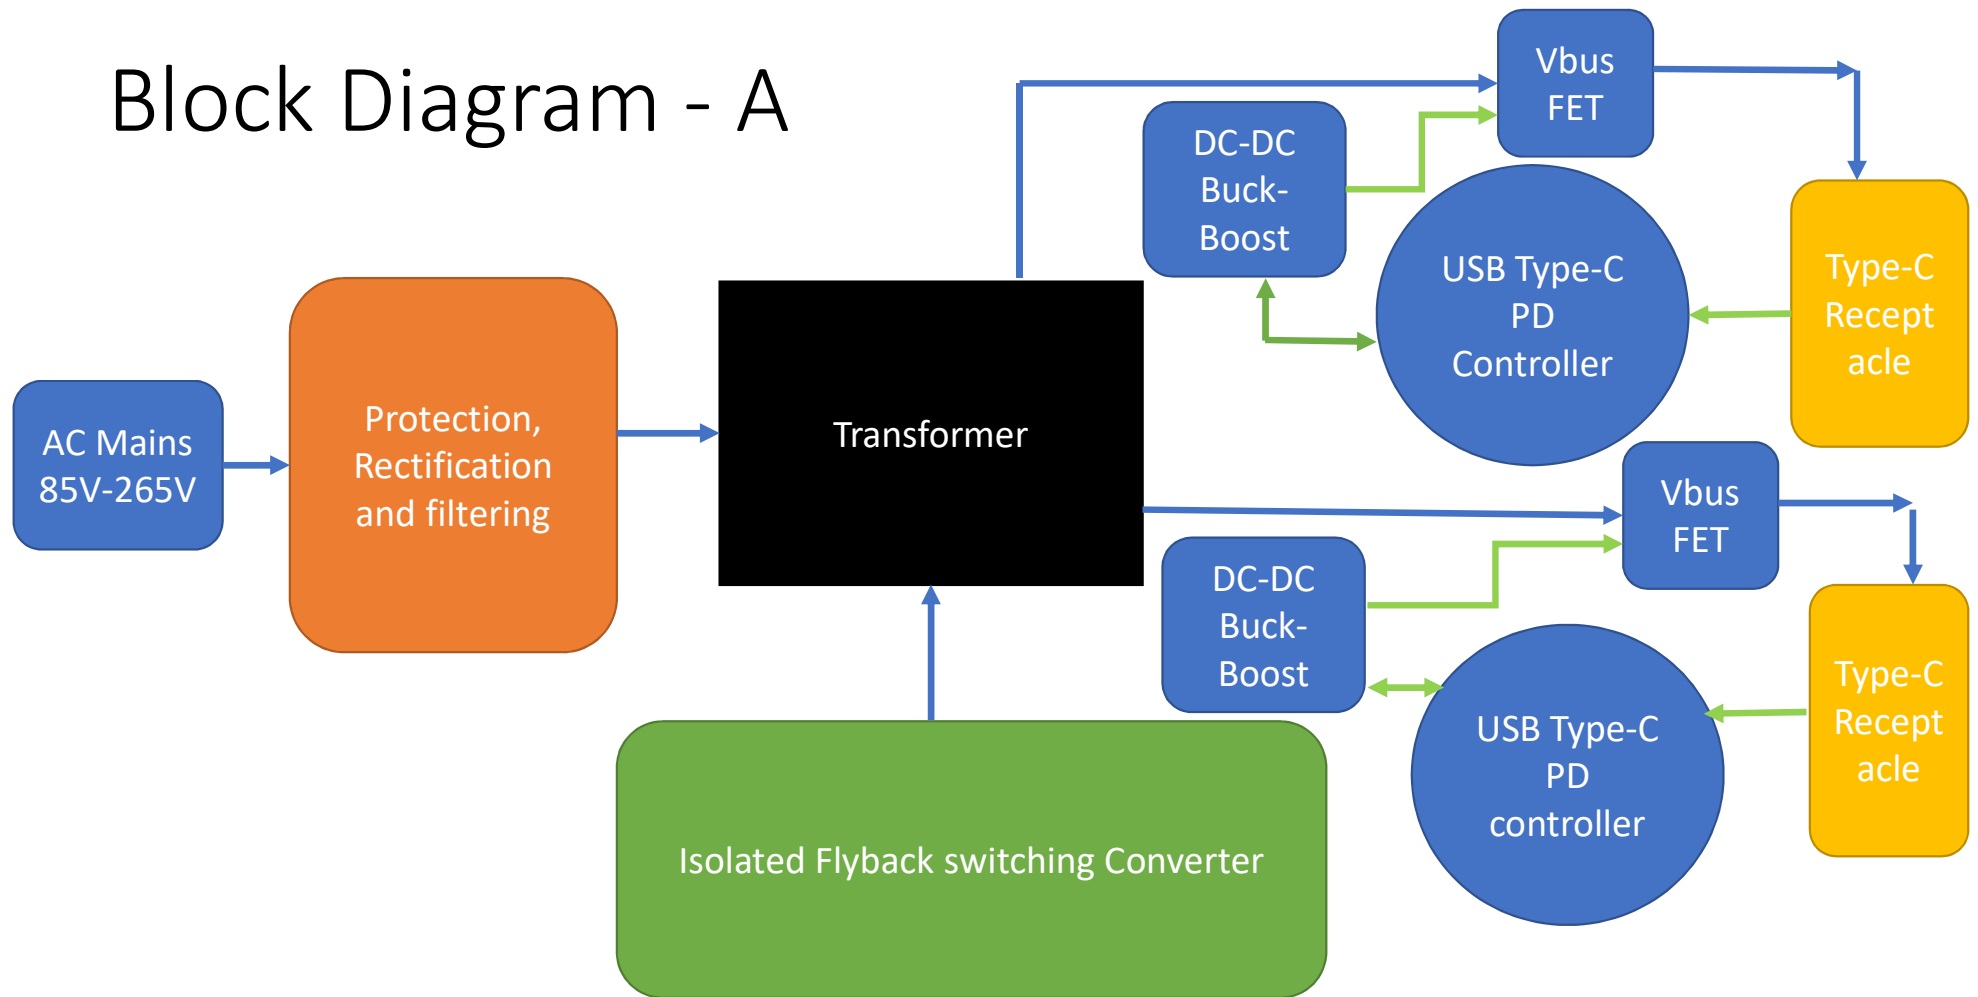 Block Diagram - A
Vbus
FET
DC-DC
Buck-
Boost
USB Type-C
PD
Controller
Type-C
Recept
acle
AC Mains
85V-265V
Protection,
Rectification
and filtering
Transformer
Vbus
FET
DC-DC
Buck-
Boost
USB Type-C
PD
controller
Type-C
Recept
acle
Isolated Flyback switching Converter